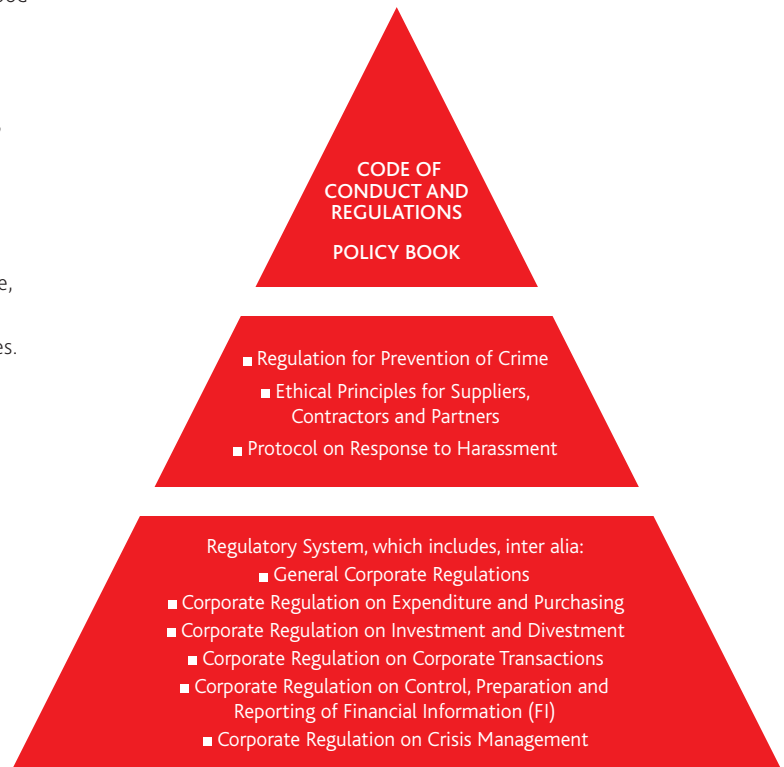 CODE OF
CONDUCT AND
REGULATIONS
POLICY BOOK
e,
es.
■ Regulation for Prevention of Crime
■ Ethical Principles for Suppliers,
Contractors and Partners
■ Protocol on Response to Harassment
Regulatory System, which includes, inter alia:
■ General Corporate Regulations
■ Corporate Regulation on Expenditure and Purchasing
■ Corporate Regulation on Investment and Divestment
■ Corporate Regulation on Corporate Transactions
■ Corporate Regulation on Control, Preparation and
Reporting of Financial Information (FI)
■ Corporate Regulation on Crisis Management